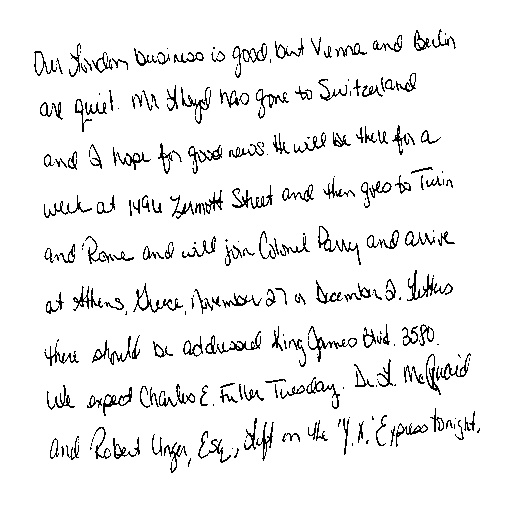 Our London business is good, but Vienna and Berlin
are quiet. Mr. Lloyd has gone to Switzerland
and I hope for good news. He will be there for a
week at 1496 Zermott Street and then goes to Turin
and Rome and will join Colonel Parry and arrive
at Athens, Greece, November 27 or December 2. Letters
there should be addressed King James Blvd. 3580.
We expect Charles E. Fuller Tuesday. Dr. L. McQuaid
and Robert Unger, Esq., left on the "Y.X." Express tonight.